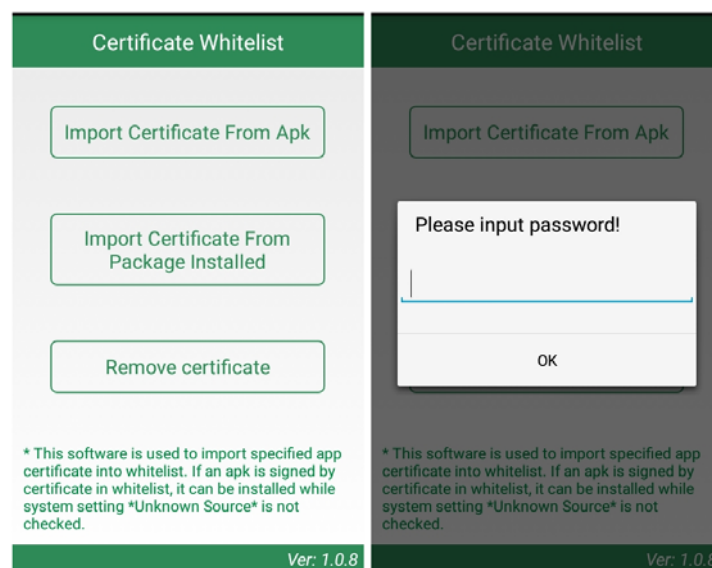 Certificate Whitelist
Import Certificate From Apk
Import Certificate From
Package Installed
Remove certificate
* This software is used to import specified app
certificate into whitelist. If an apk is signed by
certificate in whitelist, it can be installed while
system setting *Unknown Source* is not
checked.
Ver: 1.0.8
Certificate Whitelist
Import Certificate From Apk
Please input password!
OK
* This software is used to import specified app
certificate into whitelist. If an apk is signed by
certificate in whitelist, it can be installed while
system setting *Unknown Source* is not
checked.
Ver: 1.0.8